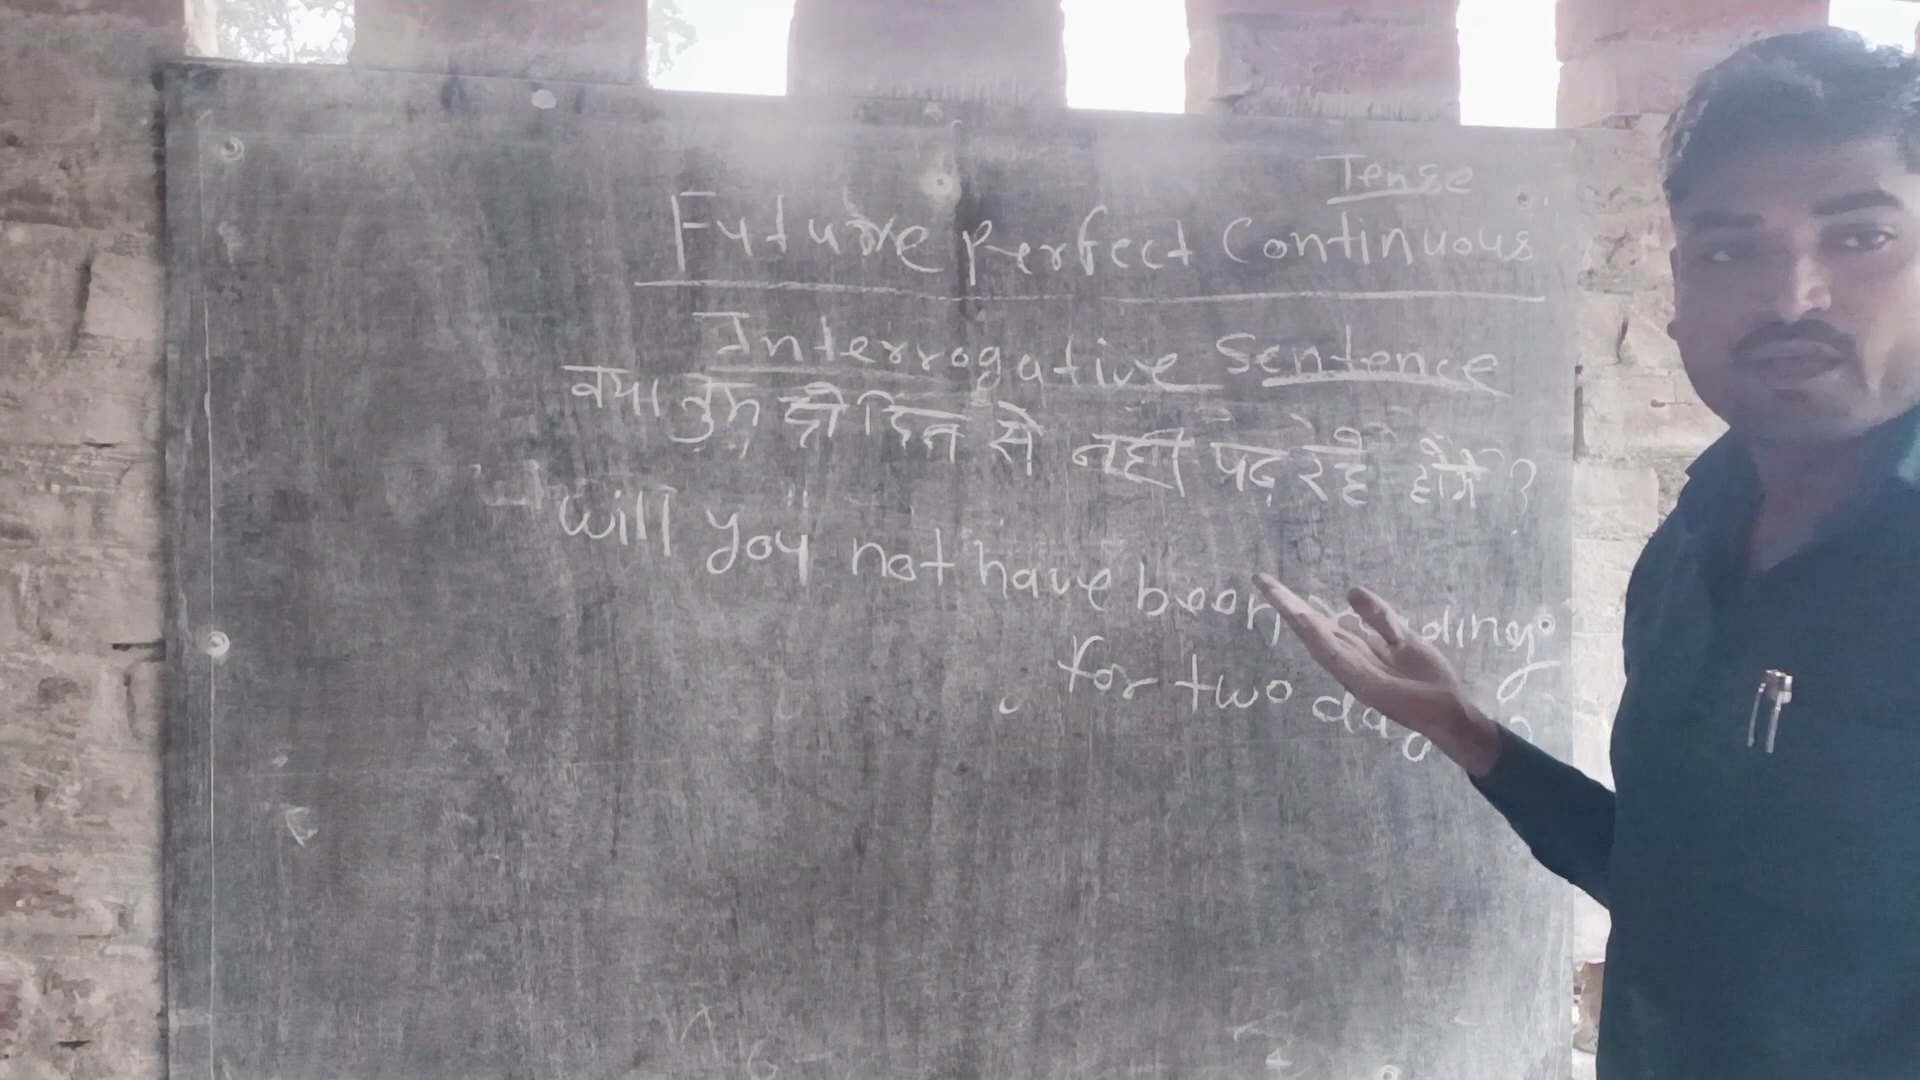 Tense
Future Perfect Continuous
Interrogative Sentence
क्या तुम दो दिन से नहीं पढ़ रहे होंगे ?
will you not have been
for two